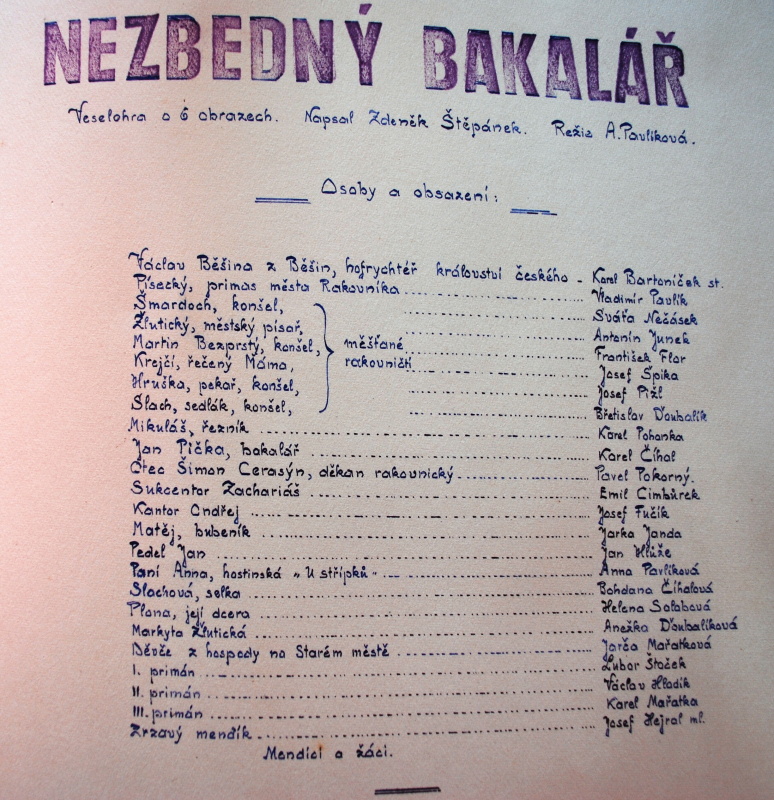 NEZBEDNÝ BAKALÁŘ
Veselohra o 6 obrazech. Napsal Zdeněk Štěpánek. Režie A. Pavlíková.
Osoby a obsazení:
Václav Běšina z Běšin, hofrychtéř království českého - Karel Bartoníček st.
Písecký, primas města Rakovníka Vladimír Pavlík
Šmardoch, konšel, Sváťa Nečásek
Žlutický, městský písař, Antonín Junek
Martin Bezprstý, konšel, měšťané František Flor
Krejčí, řečený Máma, rakovničtí Josef Špika
Hruška, pekař, konšel, Josef Pižl
Slach, sedlák, konšel, Břetislav Ďoubalík
Mikuláš, řezník Karel Pohanka
Jan Pička, bakalář Karel Číhal
Otec Šimon Cerasýn, děkan rakovnický Pavel Pokorný.
Sukcentor Zachariáš Emil Cimbůrek
Kantor Ondřej Josef Fučík
Matěj, bubeník Jarka Janda
Pedel Jan Jan Hlůže
Paní Anna, hostinská „U střípků" Anna Pavlíková
Slachová, selka Bohdana Číhalová
Plona, její dcera Helena Salabová
Markyta Žlutická Anežka Ďoubalíková
Děvče z hospody na Starém městě Jarča Mařatková
I. primán Lubor Štoček
II. primán Václav Hladík
III. primán Karel Mařatka
Zrzavý mendík Josef Hejral ml.
Mendíci a žáci.